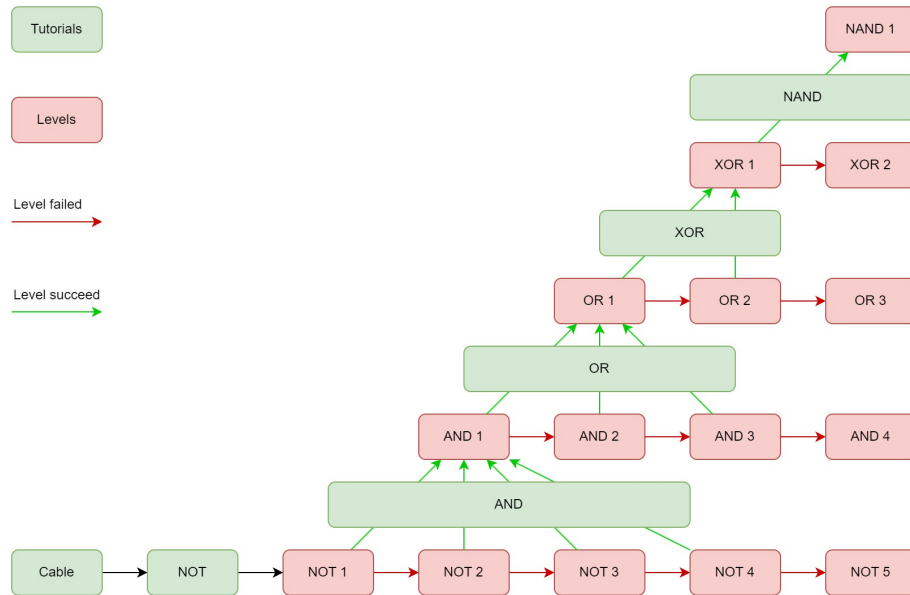 Tutorials
NAND 1
NAND
Levels
XOR 1
XOR 2
Level failed
XOR
Level succeed
OR 1
OR 2
OR 3
OR
AND 1
AND 2
AND 3
AND 4
AND
Cable
NOT
NOT 1
NOT 2
NOT 3
NOT 4
NOT 5